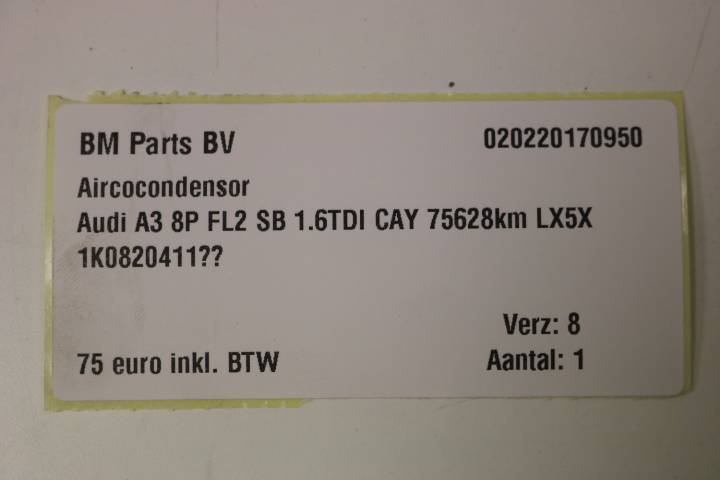 BM Parts BV 020220170950
Aircocondensor
Audi A3 8P FL2 SB 1.6TDI CAY 75628km LX5X
1K0820411??
Verz: 8
75 euro inkl. BTW Aantal: 1